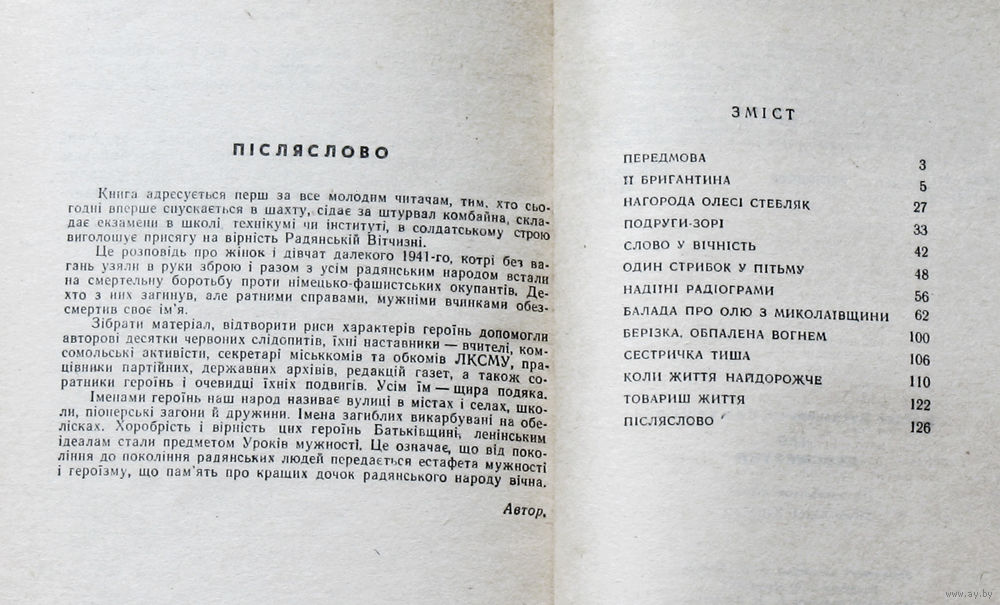 ПІСЛЯСЛОВО
Книга адресується перш за все молодим читачам, тим, хто сьо-
годні вперше спускається в шахту, сідає за штурвал комбайна, скла-
дає екзамени в школі, технікумі чи інституті, в солдатському строю
виголошує присягу на вірність Радянській Вітчизні.
Це розповідь про жінок і дівчат далекого 1941-го, котрі без ва-
гань узяли в руки зброю і разом з усім радянським народом встали
на смертельну боротьбу проти німецько-фашистських окупантів. Де-
хто з них загинув, але ратними справами, мужніми вчинками обез-
смертив своє ім'я.
Зібрати матеріал, відтворити риси характерів героїнь допомогли
авторові десятки червоних слідопитів, їхні наставники — вчителі, ком-
сомольські активісти, секретарі міськкомів та обкомів ЛКСМУ, пра-
цівники партійних, державних архівів, редакцій газет, а також со-
ратники героїнь і очевидці їхніх подвигів. Усім їм — щира подяка.
Іменами героїнь наш народ називає вулиці в містах і селах, шко-
ли, піонерські загони й дружини. Імена загиблих викарбувані на обе-
лісках. Хоробрість і вірність цих героїнь Батьківщині, ленінським
ідеалам стали предметом Уроків мужності. Це означає, що від поко-
ління до покоління радянських людей передається естафета мужності
і героїзму, що пам'ять про кращих дочок радянського народу вічна.
Автор.
ЗМІСТ
ПЕРЕДМОВА 3
ЇЇ БРИГАНТИНА 5
НАГОРОДА ОЛЕСІ СТЕБЛЯК 27
ПОДРУГИ-ЗОРІ 33
СЛОВО У ВІЧНІСТЬ 42
ОДИН СТРИБОК У ПІТЬМУ 48
НАДІЙНІ РАДІОГРАМИ 56
БАЛАДА ПРО ОЛЮ З МИКОЛАЇВЩИНИ 62
БЕРІЗКА, ОБПАЛЕНА ВОГНЕМ 100
СЕСТРИЧКА ТИША 106
КОЛИ ЖИТТЯ НАЙДОРОЖЧЕ 110
ТОВАРИШ ЖИТТЯ 122
ПІСЛЯСЛОВО 126
www.ay.by